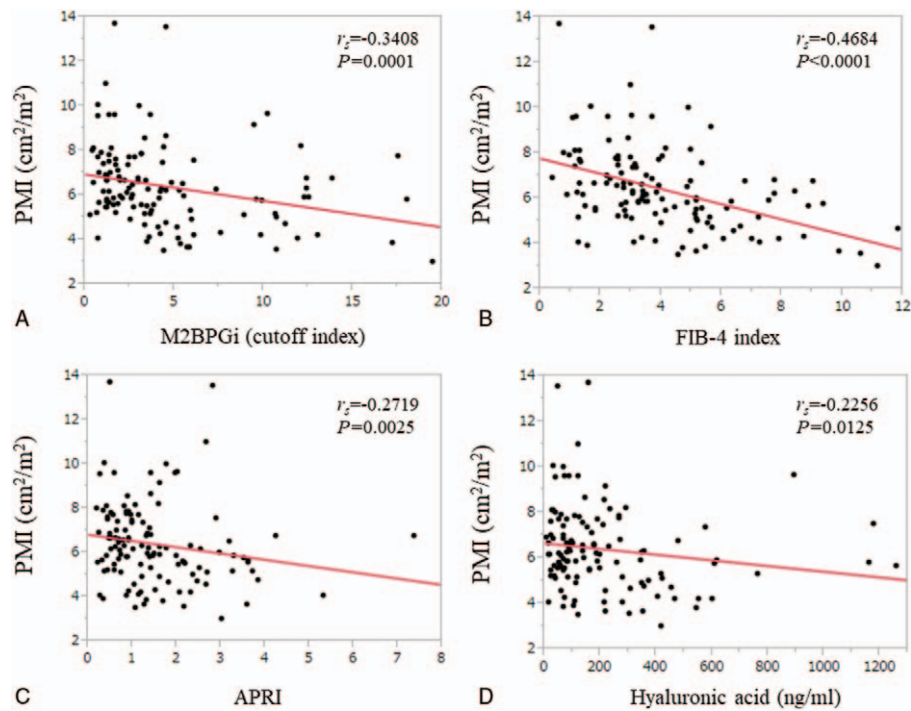 14
12
10
8
6
4
2
PMI (cm²/m²)
rₛ=-0.3408
P=0.0001
0 5 10 15 20
A
M2BPGi (cutoff index)
14
12
10
8
6
4
2
PMI (cm²/m²)
rₛ=-0.4684
P<0.0001
0 2 4 6 8 10 12
B
FIB-4 index
14
12
10
8
6
4
2
PMI (cm²/m²)
rₛ=-0.2719
P=0.0025
0 1 2 3 4 5 6 7 8
C
APRI
14
12
10
8
6
4
2
PMI (cm²/m²)
rₛ=-0.2256
P=0.0125
0 200 400 600 800 1000 1200
D
Hyaluronic acid (ng/ml)